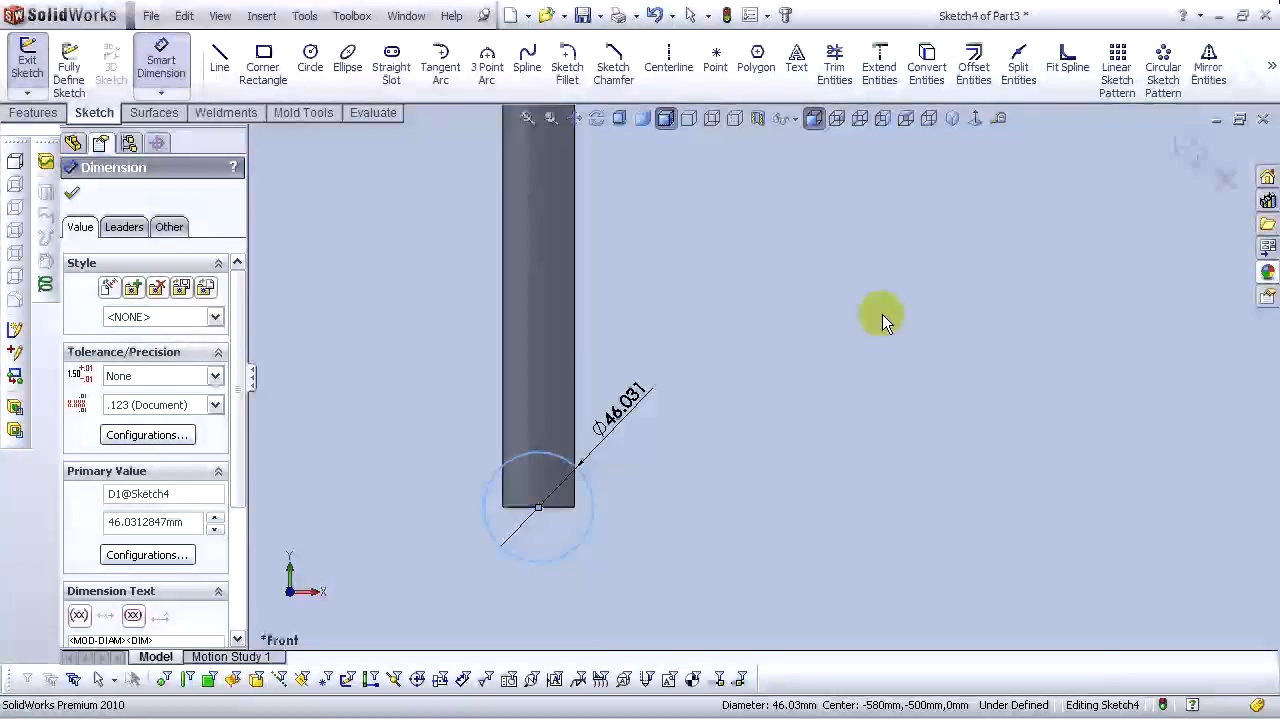 SolidWorks File Edit View Insert Tools Toolbox Window Help Sketch4 of Part3 *
Exit Sketch
Fully Define Sketch
3D Sketch
Smart Dimension
Line
Corner Rectangle
Circle
Ellipse
Straight Slot
Tangent Arc
3 Point Arc
Spline
Sketch Fillet
Sketch Chamfer
Centerline
Point
Polygon
Text
Trim Entities
Extend Entities
Convert Entities
Offset Entities
Split Entities
Fit Spline
Linear Sketch Pattern
Circular Sketch Pattern
Mirror Entities
Features Sketch Surfaces Weldments Mold Tools Evaluate
Dimension ?
Value Leaders Other
Style
<NONE>
Tolerance/Precision
None
.123 (Document)
Configurations...
Primary Value
D1@Sketch4
46.0312847mm
Configurations...
Dimension Text
<MOD-DIAM><DIM>
∅46.031
Y
X
*Front
Model Motion Study 1
SolidWorks Premium 2010 Diameter: 46.03mm Center: -580mm,-500mm,0mm Under Defined Editing Sketch4